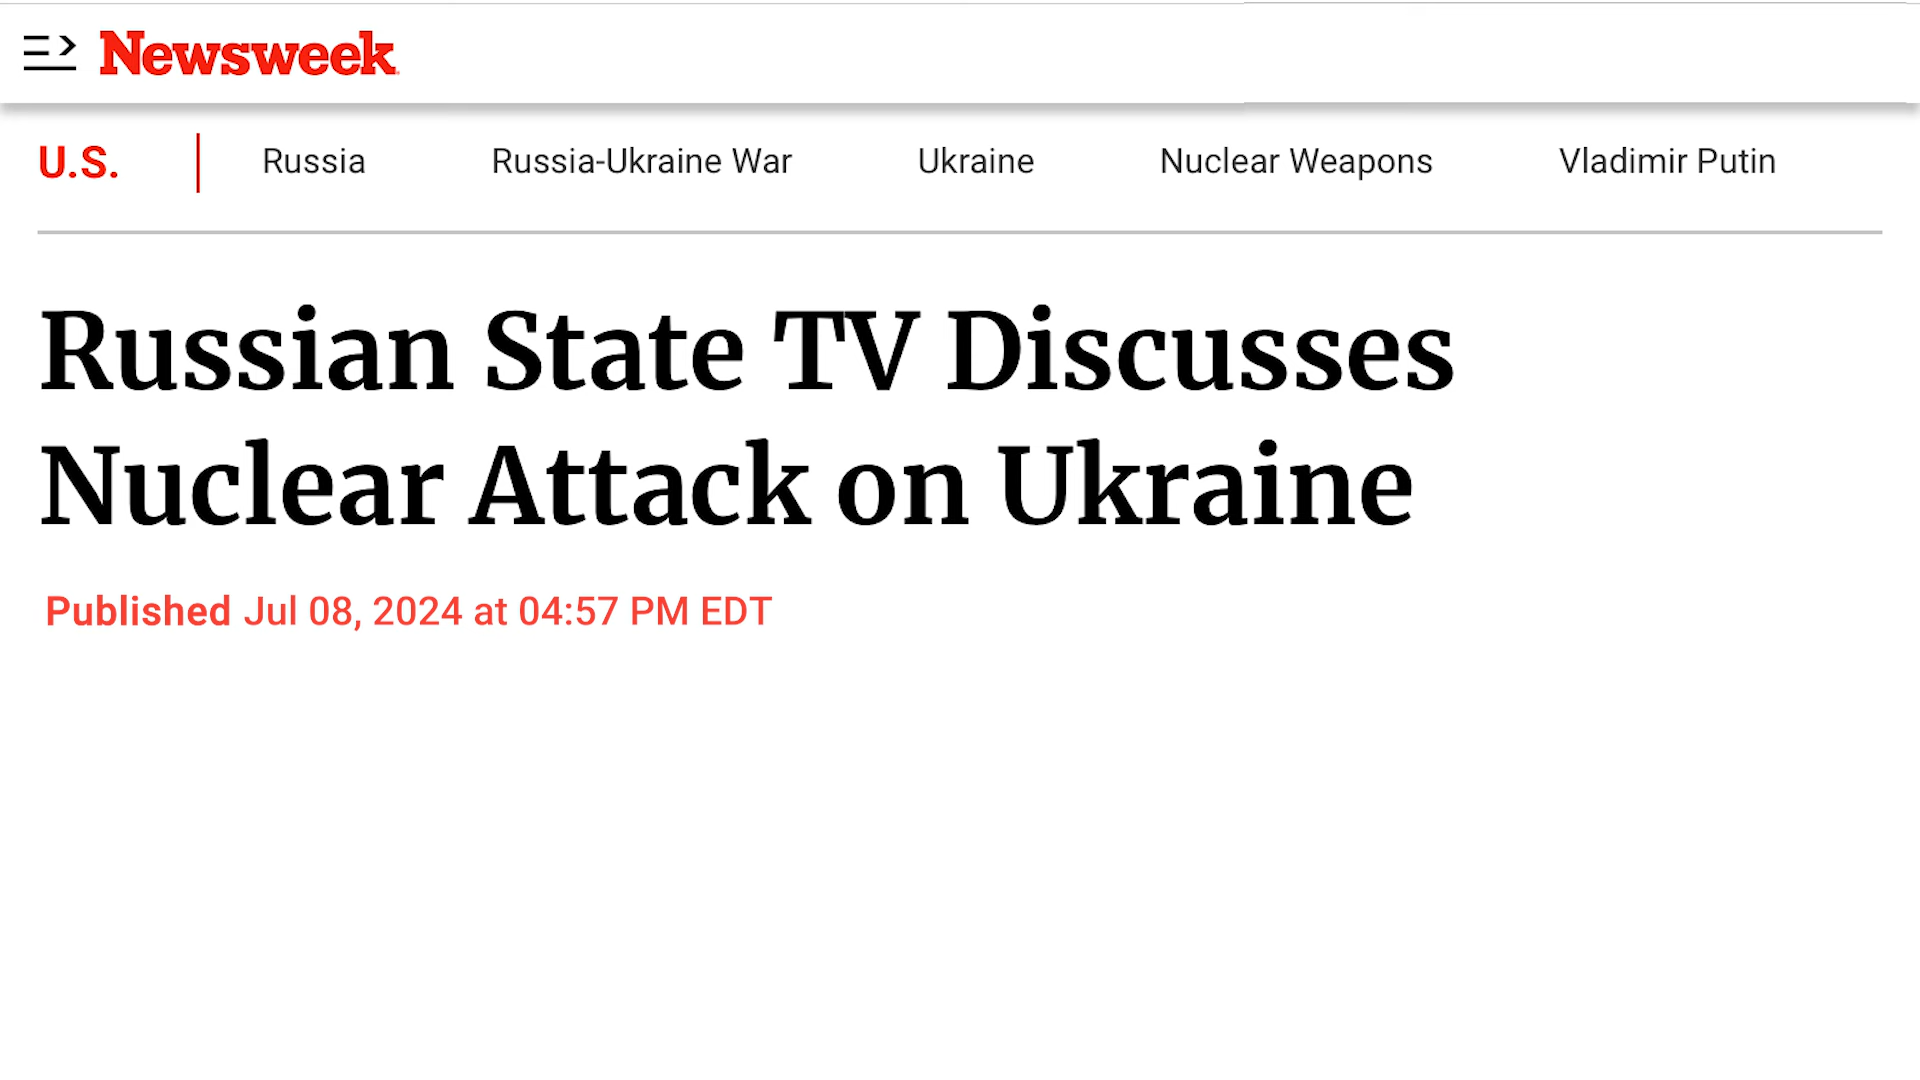 Newsweek
U.S. Russia Russia-Ukraine War Ukraine Nuclear Weapons Vladimir Putin
Russian State TV Discusses
Nuclear Attack on Ukraine
Published Jul 08, 2024 at 04:57 PM EDT